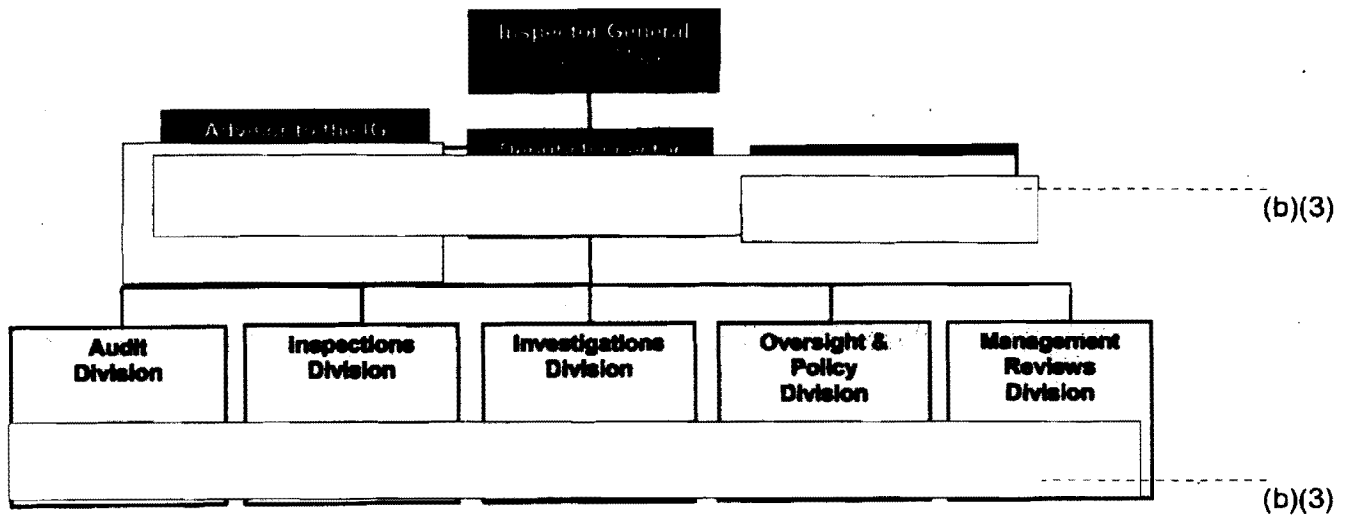 Inspector General
Advisor to the IG
(b)(3)
Audit
Division
Inspections
Division
Investigations
Division
Oversight &
Policy
Division
Management
Reviews
Division
(b)(3)